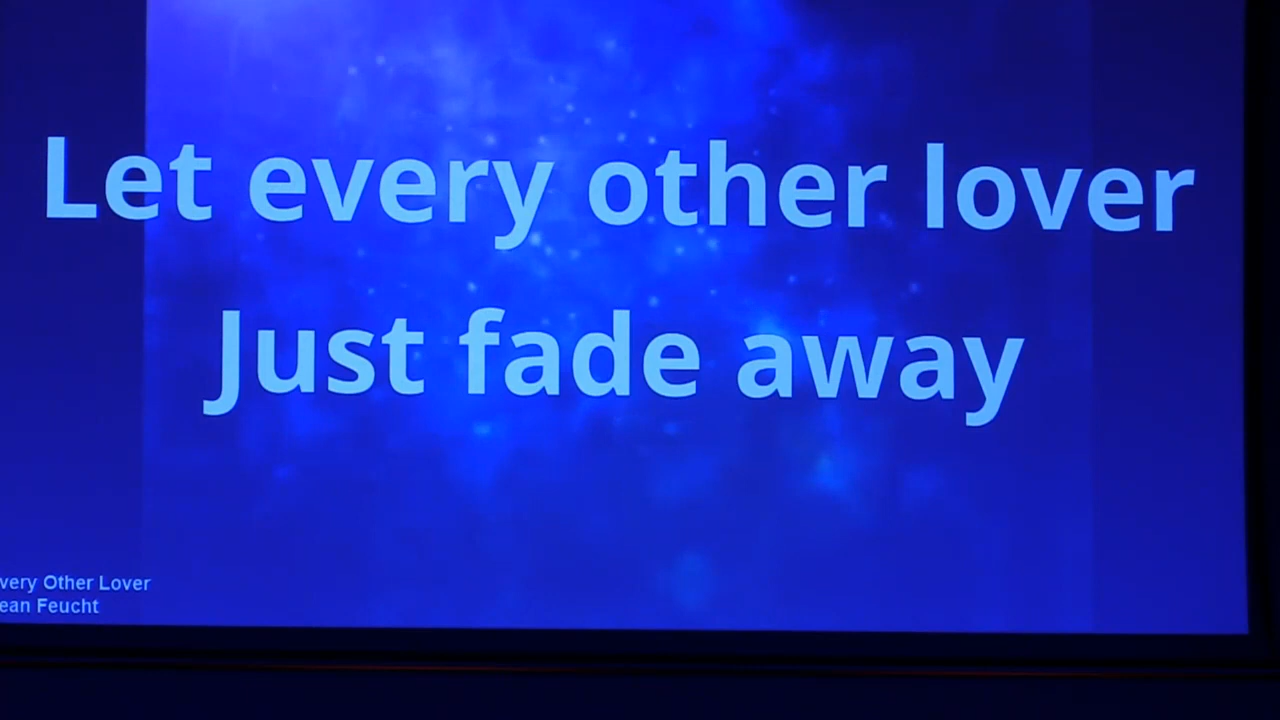 Let every other lover
Just fade away
very Other Lover
ean Feucht